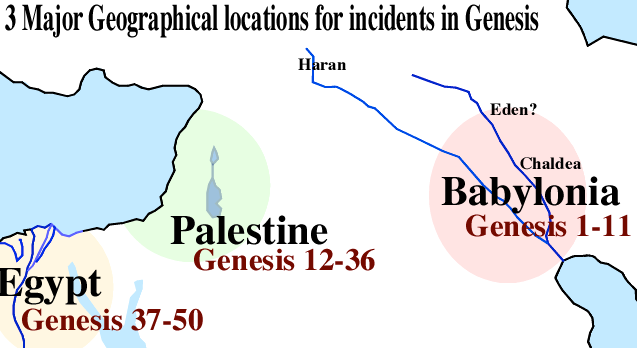 3 Major Geographical locations for incidents in Genesis
Haran
Eden?
Chaldea
Babylonia
Genesis 1-11
Palestine
Genesis 12-36
Egypt
Genesis 37-50